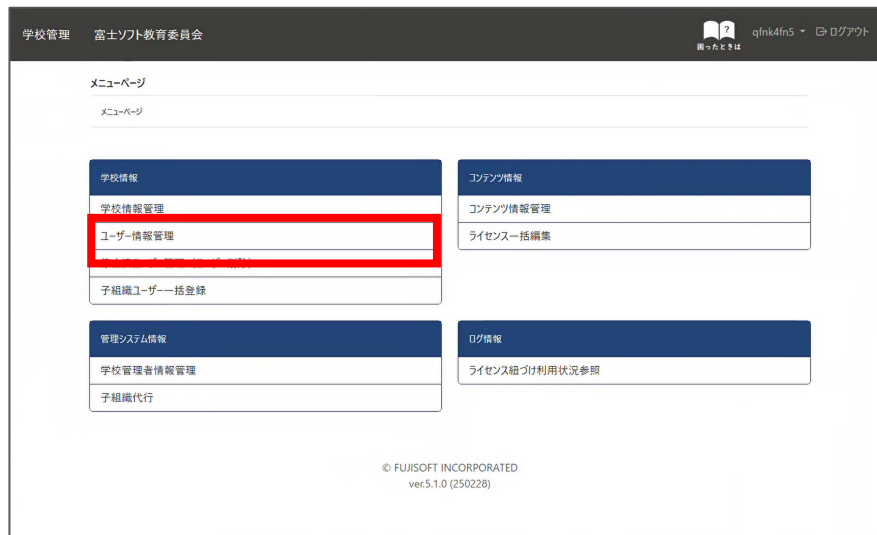 学校管理 富士ソフト教育委員会
?
困ったときは
qfnk4fn5 ログアウト
メニューページ
メニューページ
学校情報
学校情報管理
ユーザー情報管理
子組織ユーザー一括登録
コンテンツ情報
コンテンツ情報管理
ライセンス一括編集
管理システム情報
学校管理者情報管理
子組織代行
ログ情報
ライセンス紐づけ利用状況参照
© FUJISOFT INCORPORATED
ver.5.1.0 (250228)